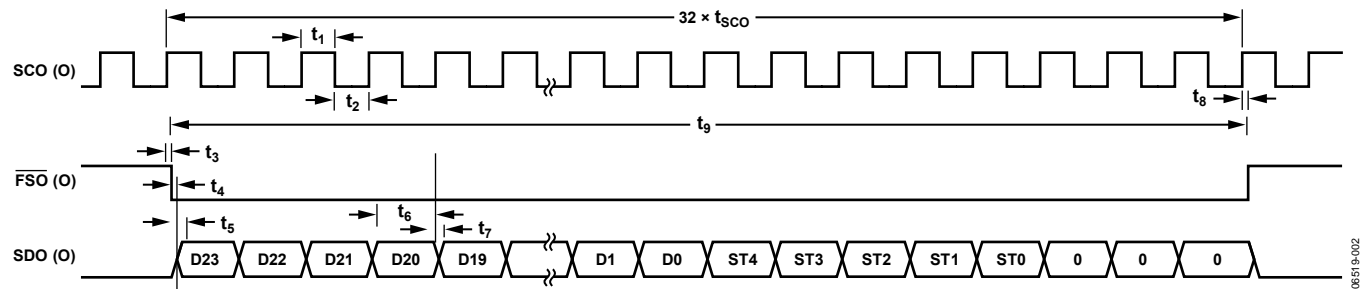 32 × tSCO
t1
SCO (O)
t2
t8
t9
t3
FSO (O)
t4
t6
t5
t7
SDO (O) D23 D22 D21 D20 D19 D1 D0 ST4 ST3 ST2 ST1 ST0 0 0 0
06519-002